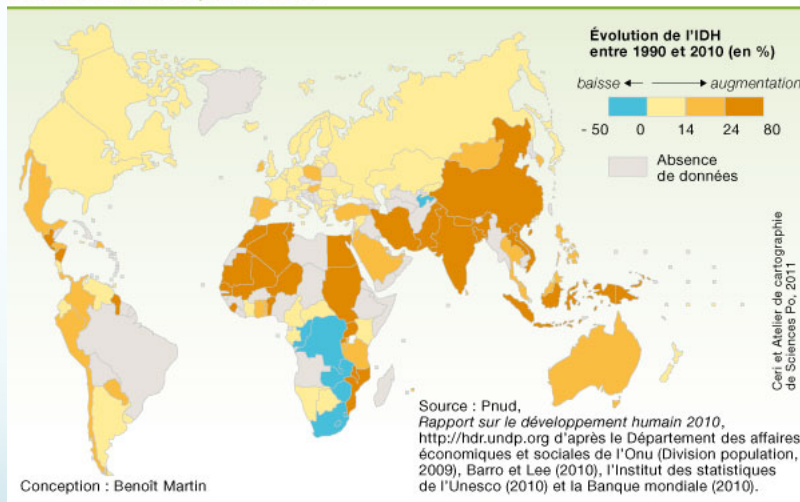 Évolution de l'IDH
entre 1990 et 2010 (en %)
baisse
augmentation
- 50 0 14 24 80
Absence
de données
Ceri et Atelier de cartographie
de Sciences Po, 2011
Source : Pnud,
Rapport sur le développement humain 2010,
http://hdr.undp.org d'après le Département des affaires
économiques et sociales de l'Onu (Division population,
2009), Barro et Lee (2010), l'Institut des statistiques
de l'Unesco (2010) et la Banque mondiale (2010).
Conception : Benoît Martin